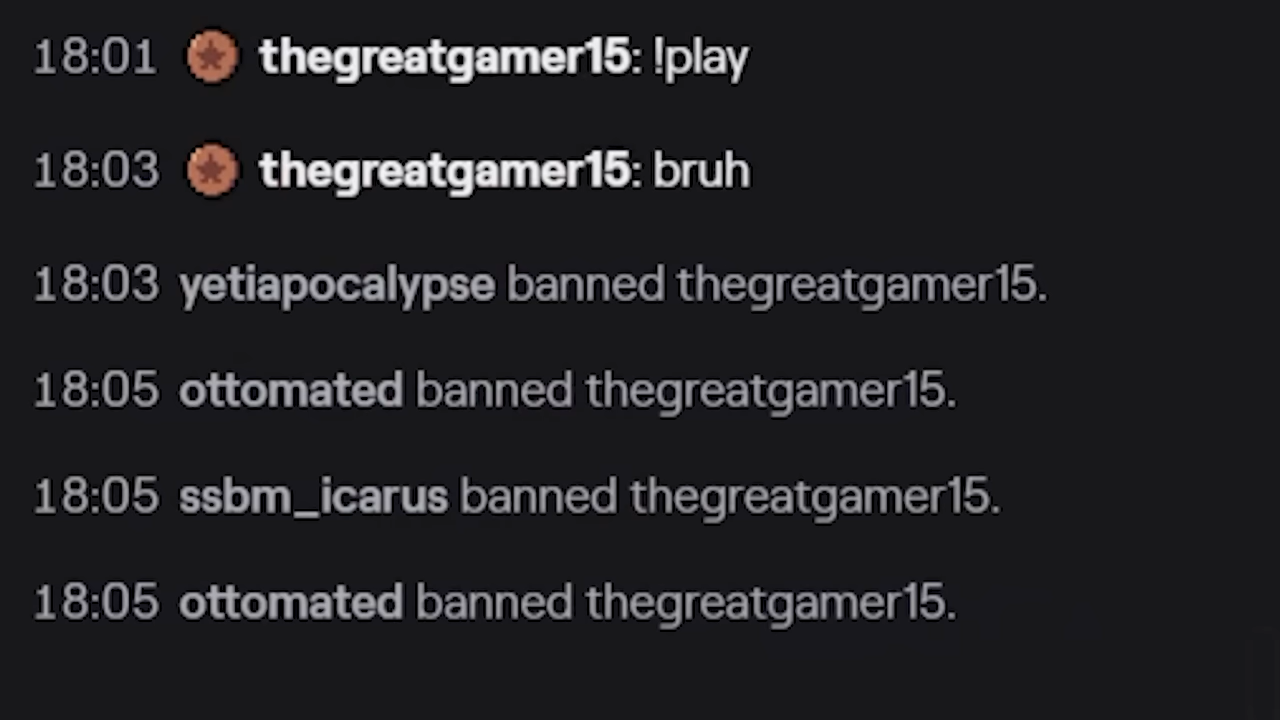 18:01 thegreatgamer15: !play
18:03 thegreatgamer15: bruh
18:03 yetiapocalypse banned thegreatgamer15.
18:05 ottomated banned thegreatgamer15.
18:05 ssbm_icarus banned thegreatgamer15.
18:05 ottomated banned thegreatgamer15.